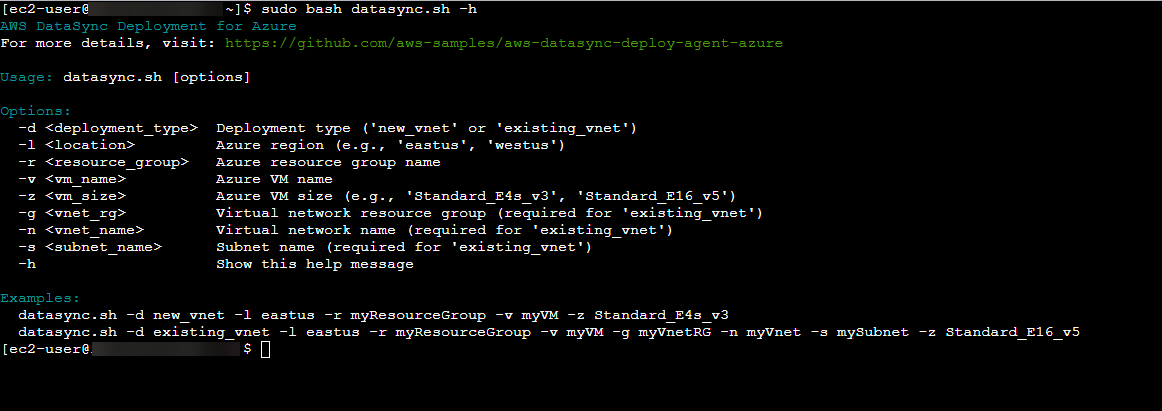 [ec2-user@ ~]$ sudo bash datasync.sh -h
AWS DataSync Deployment for Azure
For more details, visit: https://github.com/aws-samples/aws-datasync-deploy-agent-azure
Usage: datasync.sh [options]
Options:
-d <deployment_type> Deployment type ('new_vnet' or 'existing_vnet')
-l <location> Azure region (e.g., 'eastus', 'westus')
-r <resource_group> Azure resource group name
-v <vm_name> Azure VM name
-z <vm_size> Azure VM size (e.g., 'Standard_E4s_v3', 'Standard_E16_v5')
-g <vnet_rg> Virtual network resource group (required for 'existing_vnet')
-n <vnet_name> Virtual network name (required for 'existing_vnet')
-s <subnet_name> Subnet name (required for 'existing_vnet')
-h Show this help message
Examples:
datasync.sh -d new_vnet -l eastus -r myResourceGroup -v myVM -z Standard_E4s_v3
datasync.sh -d existing_vnet -l eastus -r myResourceGroup -v myVM -g myVnetRG -n myVnet -s mySubnet -z Standard_E16_v5
[ec2-user@ $